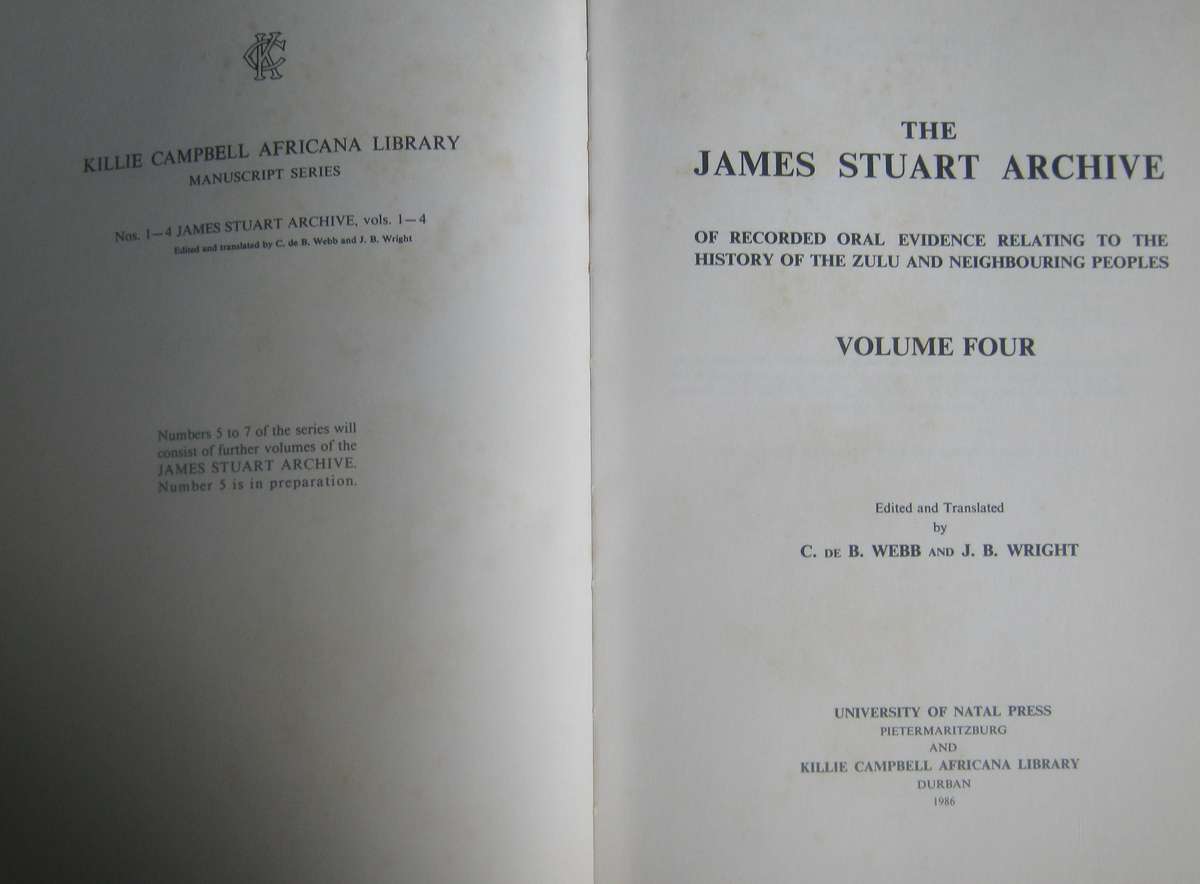 KILLIE CAMPBELL AFRICANA LIBRARY
MANUSCRIPT SERIES
Nos. 1—4 JAMES STUART ARCHIVE, vols. 1—4
Edited and translated by C. de B. Webb and J. B. Wright
Numbers 5 to 7 of the series will
consist of further volumes of the
JAMES STUART ARCHIVE.
Number 5 is in preparation.
THE
JAMES STUART ARCHIVE
OF RECORDED ORAL EVIDENCE RELATING TO THE
HISTORY OF THE ZULU AND NEIGHBOURING PEOPLES
VOLUME FOUR
Edited and Translated
by
C. DE B. WEBB AND J. B. WRIGHT
UNIVERSITY OF NATAL PRESS
PIETERMARITZBURG
AND
KILLIE CAMPBELL AFRICANA LIBRARY
DURBAN
1986